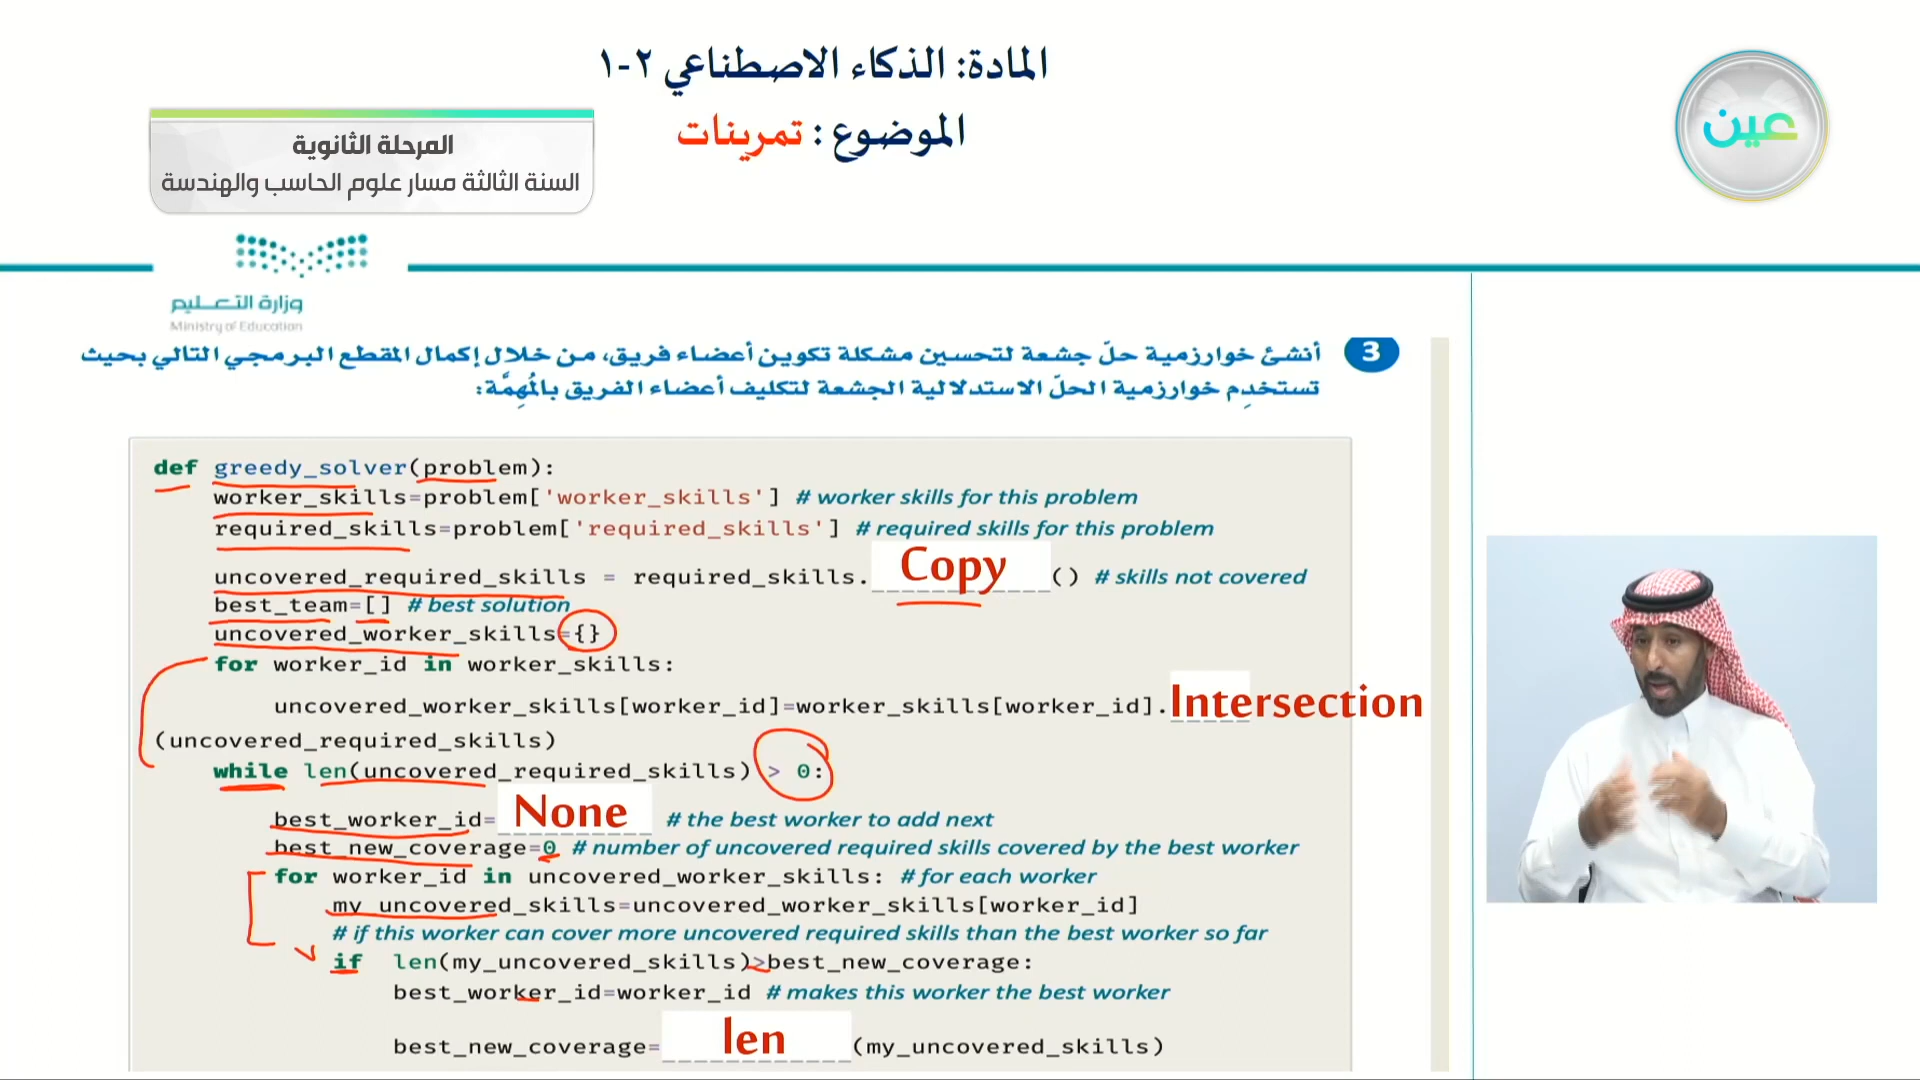 المادة: الذكاء الاصطناعي ٢-١
الموضوع : تمرينات
المرحلة الثانوية
السنة الثالثة مسار علوم الحاسب والهندسة
عين
وزارة التعليم
Ministry of Education
3 أنشئ خوارزمية حلّ جشعة لتحسين مشكلة تكوين أعضاء فريق، من خلال إكمال المقطع البرمجي التالي بحيث
تستخدِم خوارزمية الحلّ الاستدلالية الجشعة لتكليف أعضاء الفريق بالمُهِمَّة:
def greedy_solver(problem):
worker_skills=problem['worker_skills'] # worker skills for this problem
required_skills=problem['required_skills'] # required skills for this problem
uncovered_required_skills = required_skills. Copy () # skills not covered
best_team=[] # best solution
uncovered_worker_skills={}
for worker_id in worker_skills:
uncovered_worker_skills[worker_id]=worker_skills[worker_id].Intersection
(uncovered_required_skills)
while len(uncovered_required_skills) > 0:
best_worker_id= None # the best worker to add next
best_new_coverage=0 # number of uncovered required skills covered by the best worker
for worker_id in uncovered_worker_skills: # for each worker
my_uncovered_skills=uncovered_worker_skills[worker_id]
# if this worker can cover more uncovered required skills than the best worker so far
if len(my_uncovered_skills)>best_new_coverage:
best_worker_id=worker_id # makes this worker the best worker
best_new_coverage= len (my_uncovered_skills)